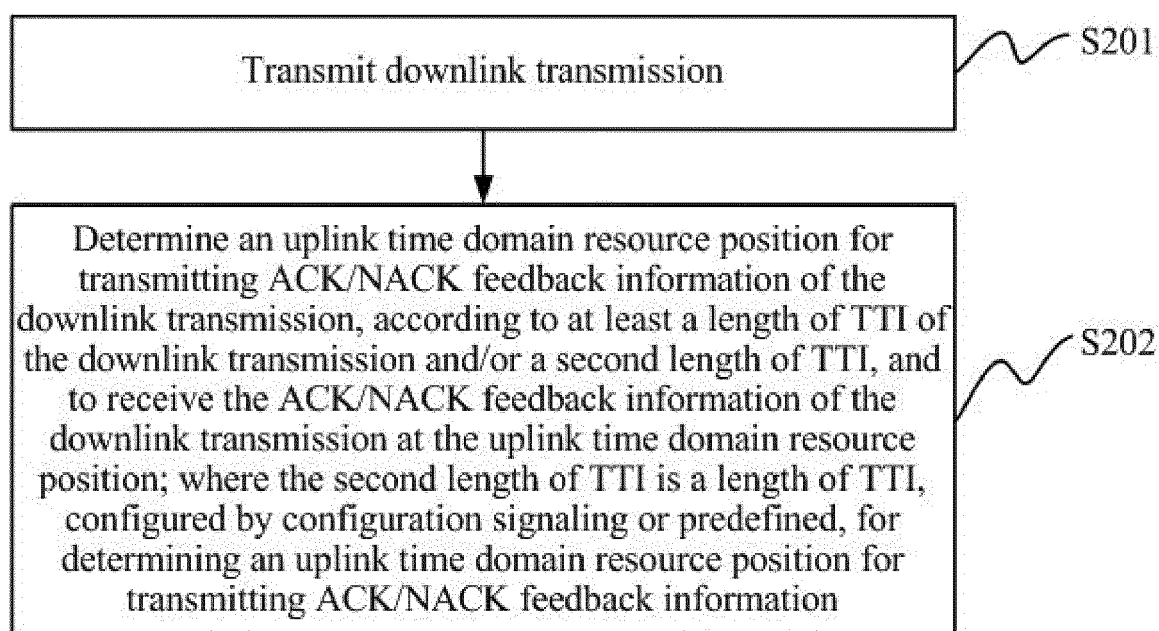 Transmit downlink transmission
S201
Determine an uplink time domain resource position for
transmitting ACK/NACK feedback information of the
downlink transmission, according to at least a length of TTI of
the downlink transmission and/or a second length of TTI, and
to receive the ACK/NACK feedback information of the
downlink transmission at the uplink time domain resource
position; where the second length of TTI is a length of TTI,
configured by configuration signaling or predefined, for
determining an uplink time domain resource position for
transmitting ACK/NACK feedback information
S202